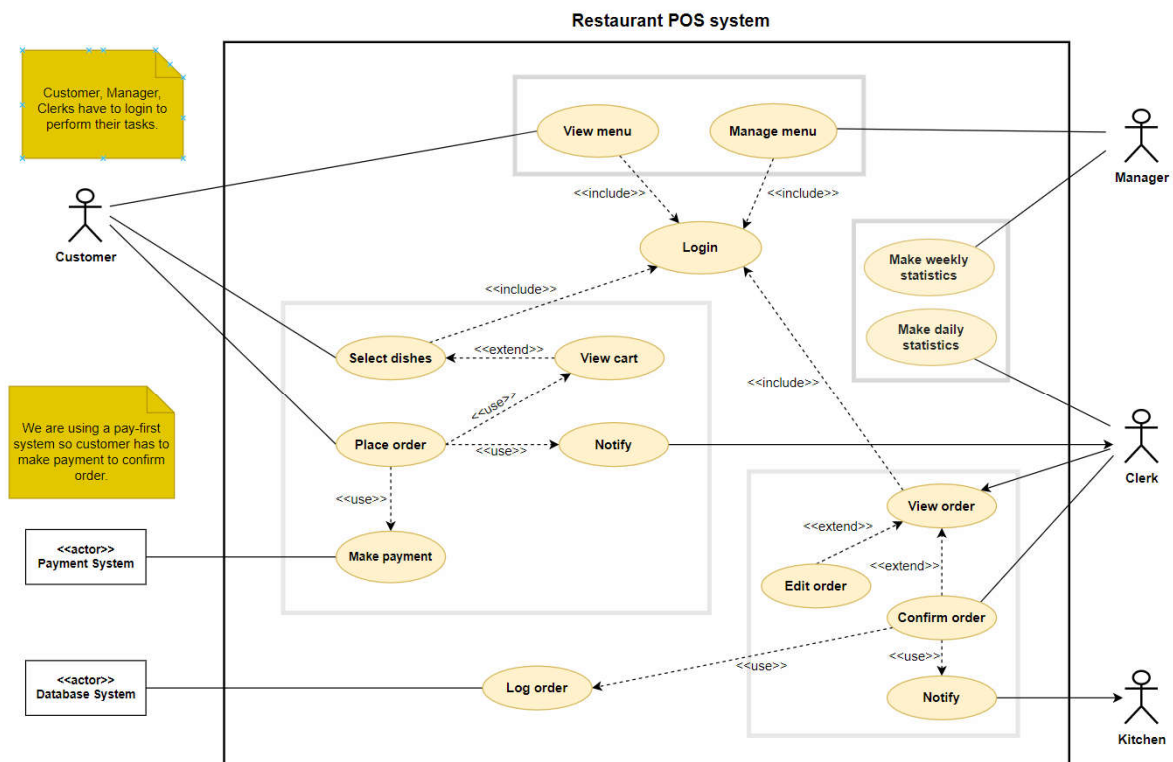 Restaurant POS system
Customer, Manager,
Clerks have to login to
perform their tasks.
View menu
Manage menu
Manager
<<include>>
<<include>>
Customer
Login
Make weekly
statistics
<<include>>
Make daily
statistics
Select dishes
<<extend>>
View cart
<<include>>
We are using a pay-first
system so customer has to
make payment to confirm
order.
<<use>>
Place order
<<use>>
Notify
Clerk
<<use>>
View order
<<extend>>
<<actor>>
Payment System
Make payment
<<extend>>
Edit order
Confirm order
<<use>>
<<use>>
<<actor>>
Database System
Log order
Notify
Kitchen